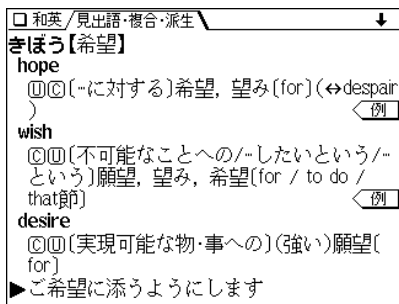 □ 和英/見出語・複合・派生 ↓
きぼう【希望】
hope
ⓊⒸ〔…に対する〕希望, 望み〔for〕(↔despair
)
例
wish
ⒸⓊ〔不可能なことへの/…したいという/…
という〕願望, 望み, 希望〔for / to do /
that節〕
例
desire
ⒸⓊ〔実現可能な物・事への〕(強い)願望〔
for〕
▶ご希望に添うようにします